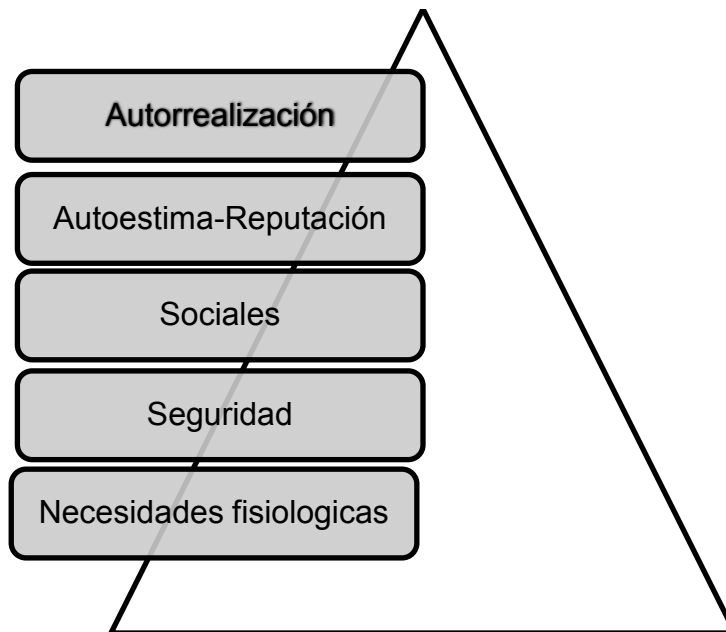 Autorrealización
Autoestima-Reputación
Sociales
Seguridad
Necesidades fisiologicas